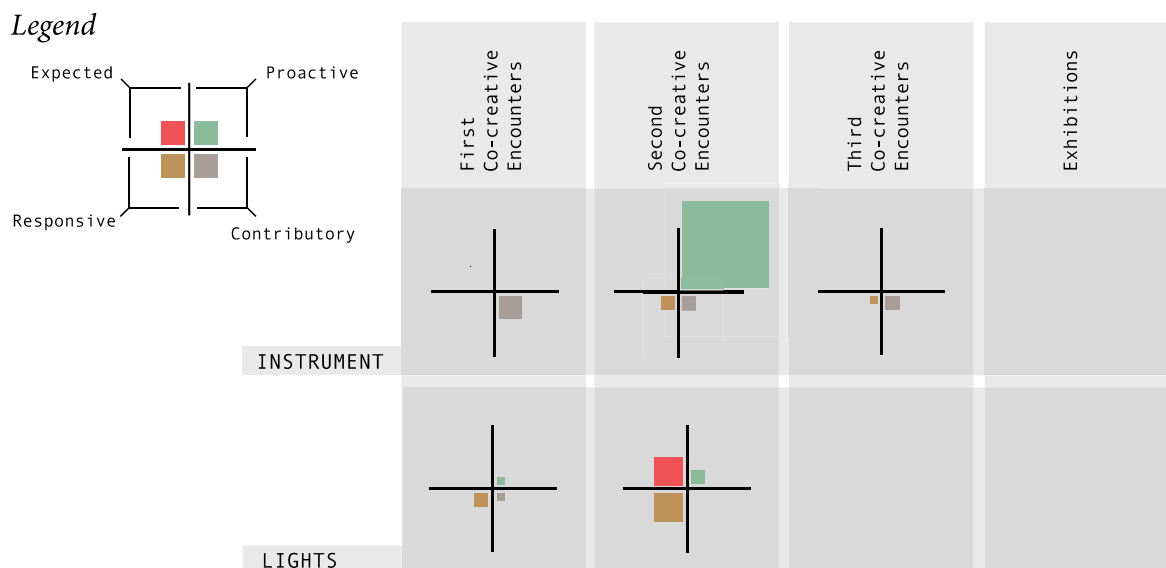 Legend
Expected
Proactive
Responsive
Contributory
First
Co-creative
Encounters
Second
Co-creative
Encounters
Third
Co-creative
Encounters
Exhibitions
INSTRUMENT
LIGHTS